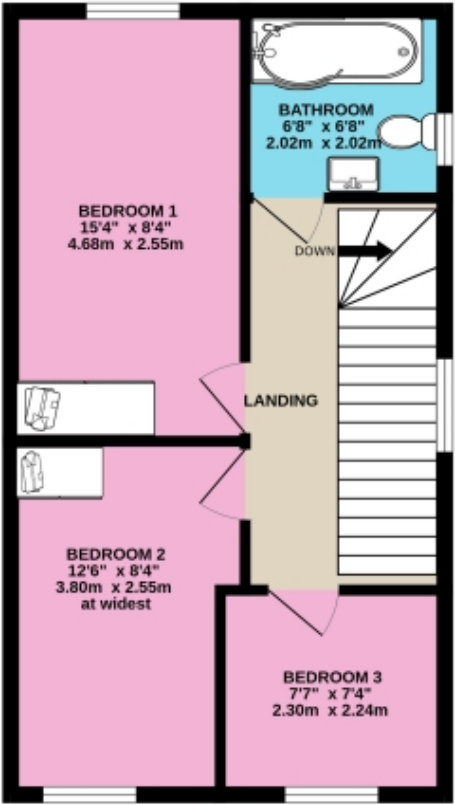 BATHROOM
6'8" x 6'8"
2.02m x 2.02m
BEDROOM 1
15'4" x 8'4"
4.68m x 2.55m
DOWN
LANDING
BEDROOM 2
12'6" x 8'4"
3.80m x 2.55m
at widest
BEDROOM 3
7'7" x 7'4"
2.30m x 2.24m